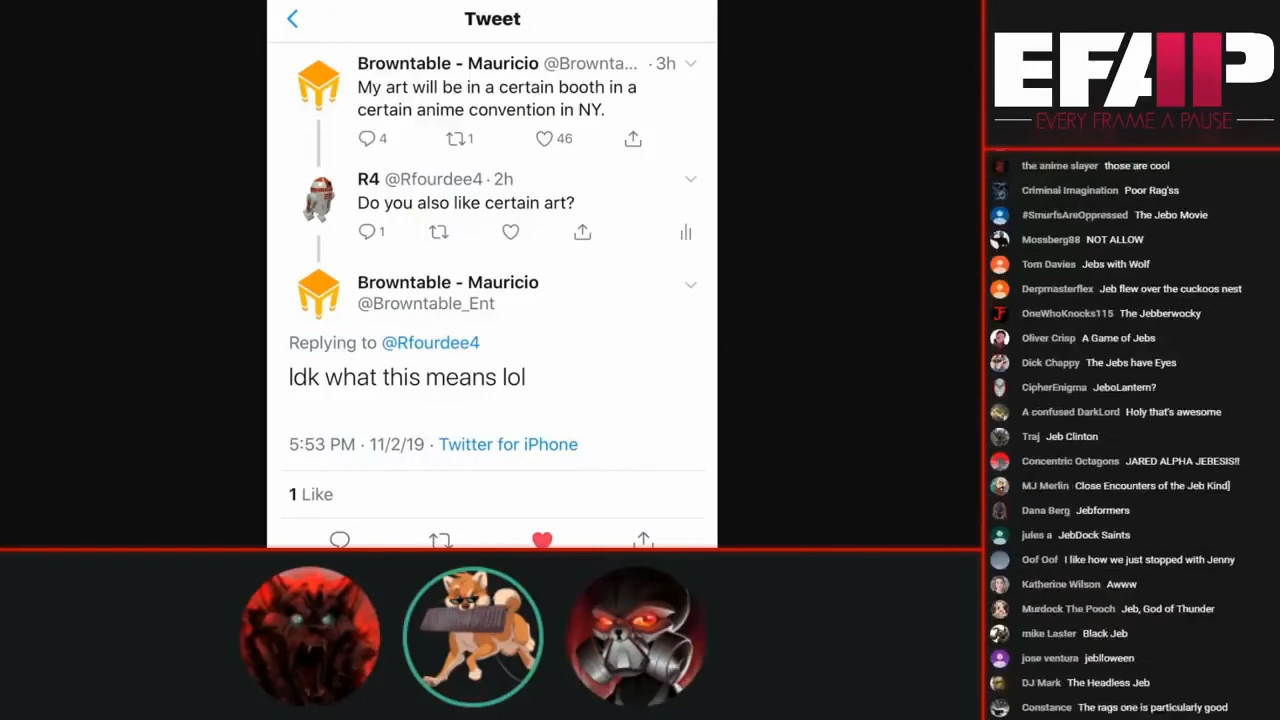 Tweet
Browntable - Mauricio @Brownta... · 3h
My art will be in a certain booth in a
certain anime convention in NY.
4 1 46
R4 @Rfourdee4 · 2h
Do you also like certain art?
1
Browntable - Mauricio
@Browntable_Ent
Replying to @Rfourdee4
Idk what this means lol
5:53 PM · 11/2/19 · Twitter for iPhone
1 Like
EFAP
EVERY FRAME A PAUSE
the anime slayer those are cool
Criminal Imagination Poor Rag'ss
#SmurfsAreOppressed The Jebo Movie
Mossberg88 NOT ALLOW
Tom Davies Jebs with Wolf
Derpmasterflex Jeb flew over the cuckoos nest
OneWhoKnocks115 The Jebberwocky
Oliver Crisp A Game of Jebs
Dick Chappy The Jebs have Eyes
CipherEnigma JeboLantern?
A confused DarkLord Holy that's awesome
Traj Jeb Clinton
Concentric Octagons JARED ALPHA JEBESIS!!
MJ Merlin Close Encounters of the Jeb Kind]
Dana Berg Jebformers
jules a JebDock Saints
Oof Oof I like how we just stopped with Jenny
Katherine Wilson Awww
Murdock The Pooch Jeb, God of Thunder
mike Laster Black Jeb
jose ventura jeblloween
DJ Mark The Headless Jeb
Constance The rags one is particularly good